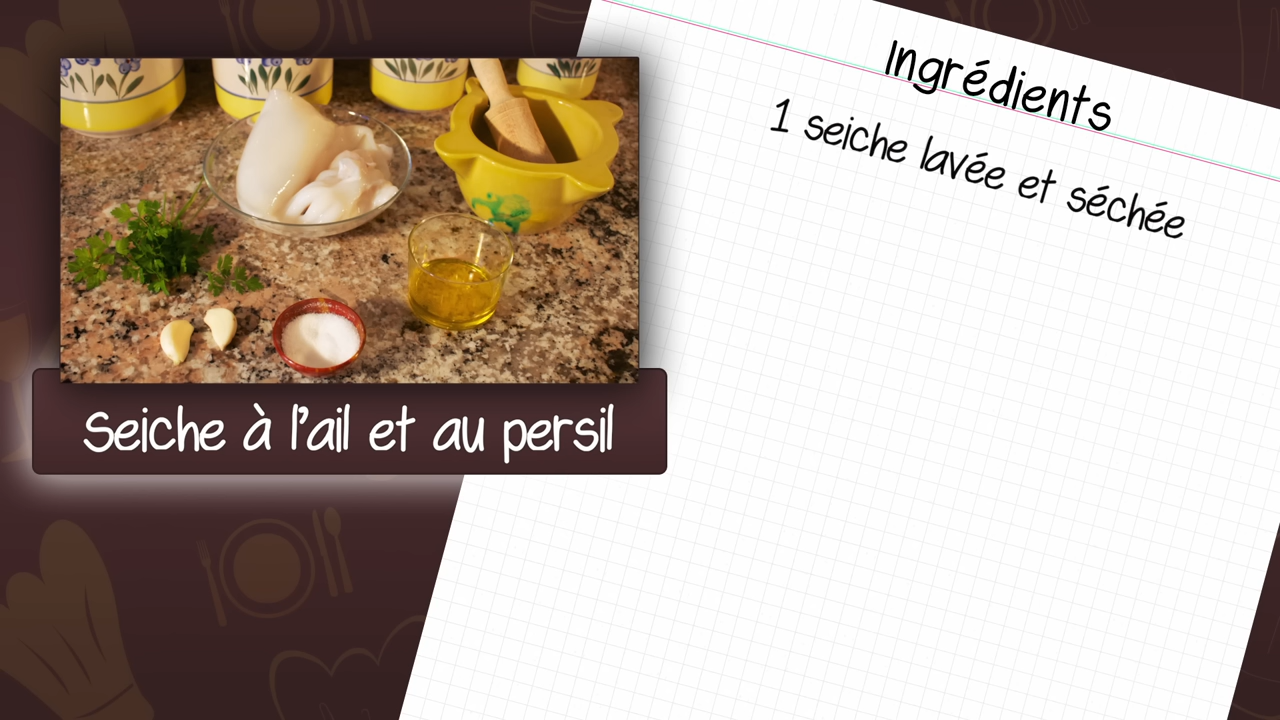 Ingrédients
1 seiche lavée et séchée
Seiche à l'ail et au persil